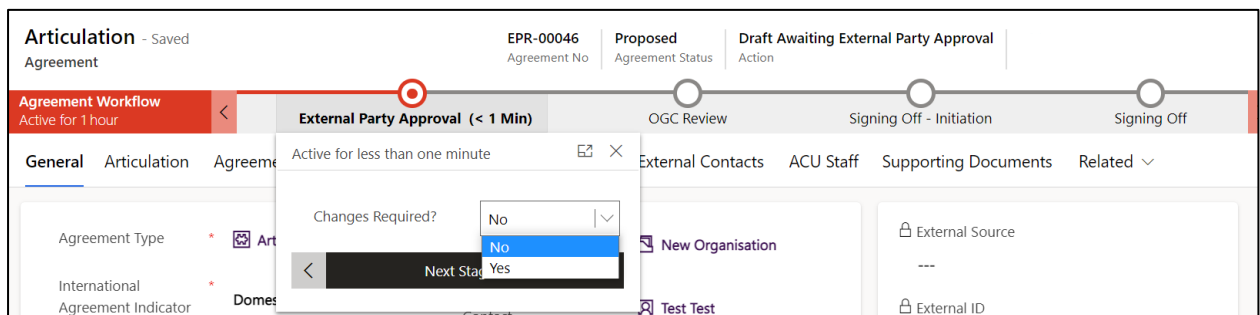 Articulation - Saved
Agreement
EPR-00046
Agreement No
Proposed
Agreement Status
Draft Awaiting External Party Approval
Action
Agreement Workflow
Active for 1 hour
External Party Approval (< 1 Min)
OGC Review
Signing Off - Initiation
Signing Off
General Articulation Agreeme External Contacts ACU Staff Supporting Documents Related
Active for less than one minute
Changes Required? No
No
Yes
Next Stag
Agreement Type * Art
New Organisation
International
Agreement Indicator * Domes
Test Test
External Source
---
External ID